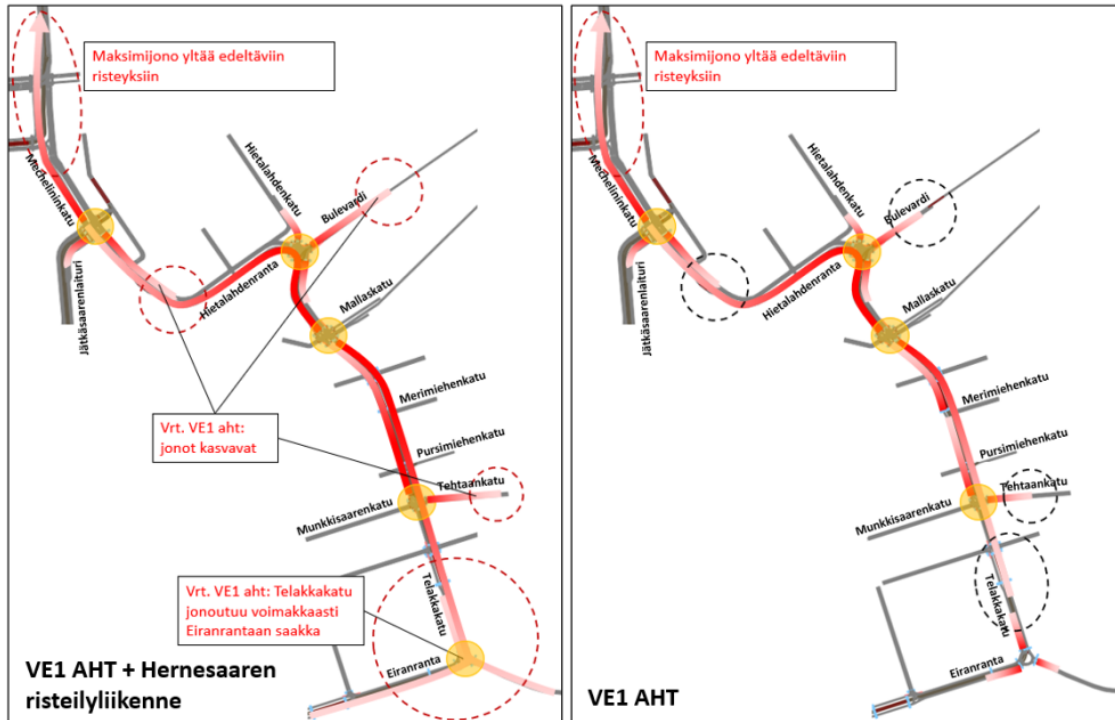 Maksimijono yltää edeltäviin
risteyksiin
Mechelininkatu
Jätkäsaarenlaituri
Hietalahdenkatu
Bulevardi
Hietalahdenranta
Mallaskatu
Merimiehenkatu
Pursimiehenkatu
Tehtaankatu
Munkkisaarenkatu
Telakkakatu
Eiranranta
Vrt. VE1 aht:
jonot kasvavat
Vrt. VE1 aht: Telakkakatu
jonoutuu voimakkaasti
Eiranrantaan saakka
VE1 AHT + Hernesaaren
risteilyliikenne
Maksimijono yltää edeltäviin
risteyksiin
Mechelininkatu
Jätkäsaarenlaituri
Hietalahdenkatu
Bulevardi
Hietalahdenranta
Mallaskatu
Merimiehenkatu
Pursimiehenkatu
Tehtaankatu
Munkkisaarenkatu
Telakkakatu
Eiranranta
VE1 AHT